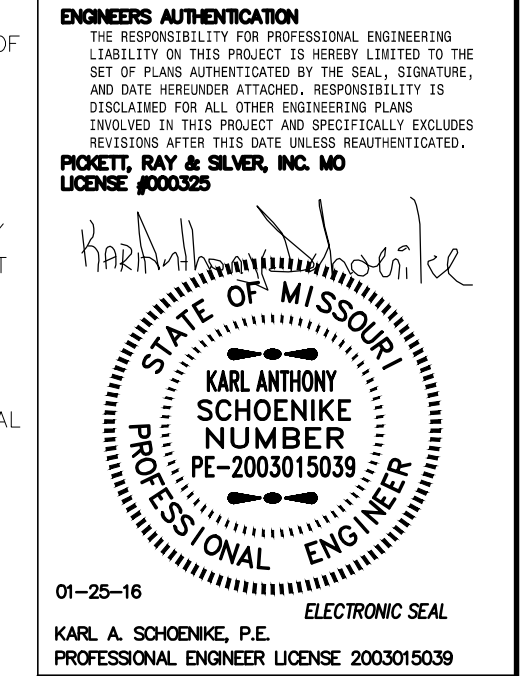 ENGINEERS AUTHENTICATION
THE RESPONSIBILITY FOR PROFESSIONAL ENGINEERING
LIABILITY ON THIS PROJECT IS HEREBY LIMITED TO THE
SET OF PLANS AUTHENTICATED BY THE SEAL, SIGNATURE,
AND DATE HEREUNDER ATTACHED. RESPONSIBILITY IS
DISCLAIMED FOR ALL OTHER ENGINEERING PLANS
INVOLVED IN THIS PROJECT AND SPECIFICALLY EXCLUDES
REVISIONS AFTER THIS DATE UNLESS REAUTHENTICATED.
PICKETT, RAY & SILVER, INC. MO
LICENSE #000325
Karl Anthony Schoenike
STATE OF MISSOURI
KARL ANTHONY
SCHOENIKE
NUMBER
PE-2003015039
PROFESSIONAL ENGINEER
01-25-16
ELECTRONIC SEAL
KARL A. SCHOENIKE, P.E.
PROFESSIONAL ENGINEER LICENSE 2003015039
OF
AL